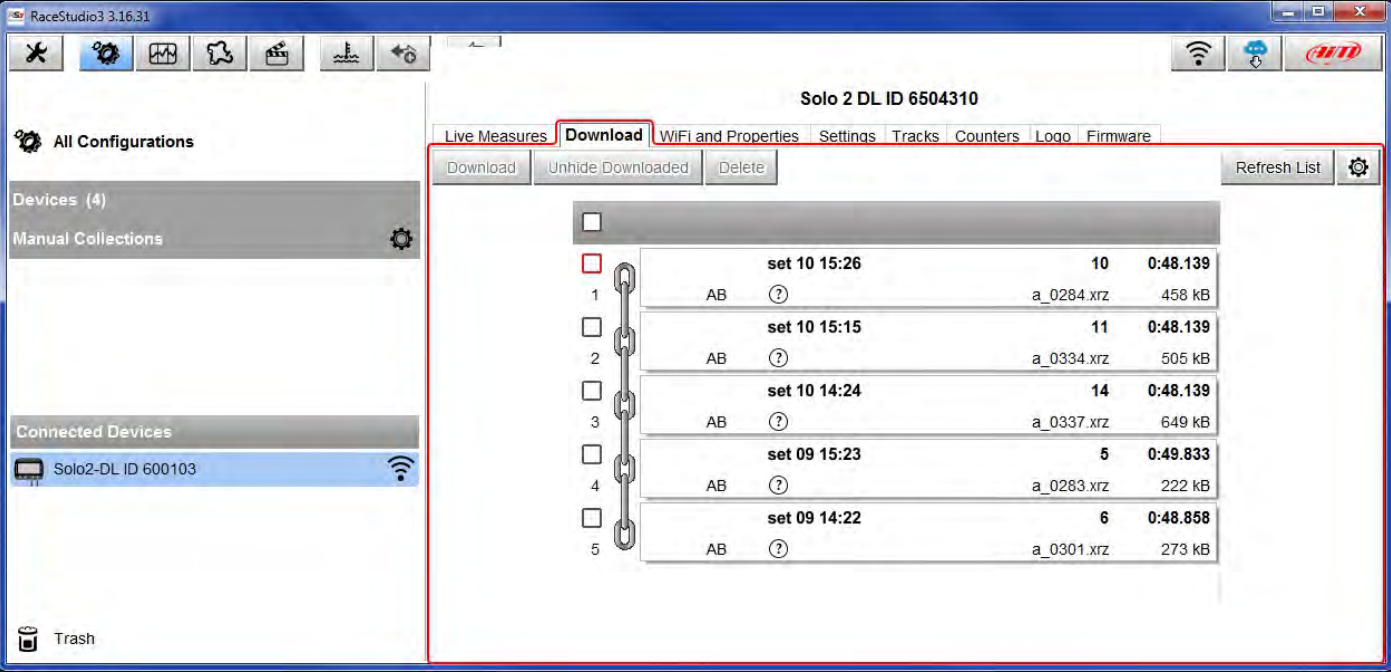 RaceStudio3 3.16.31
AiM
Solo 2 DL ID 6504310
All Configurations
Live Measures Download WiFi and Properties Settings Tracks Counters Logo Firmware
Download Unhide Downloaded Delete Refresh List
Devices (4)
Manual Collections
set 10 15:26 10 0:48.139
1 AB ? a_0284.xrz 458 kB
set 10 15:15 11 0:48.139
2 AB ? a_0334.xrz 505 kB
set 10 14:24 14 0:48.139
3 AB ? a_0337.xrz 649 kB
set 09 15:23 5 0:49.833
4 AB ? a_0283.xrz 222 kB
set 09 14:22 6 0:48.858
5 AB ? a_0301.xrz 273 kB
Connected Devices
Solo2-DL ID 600103
Trash